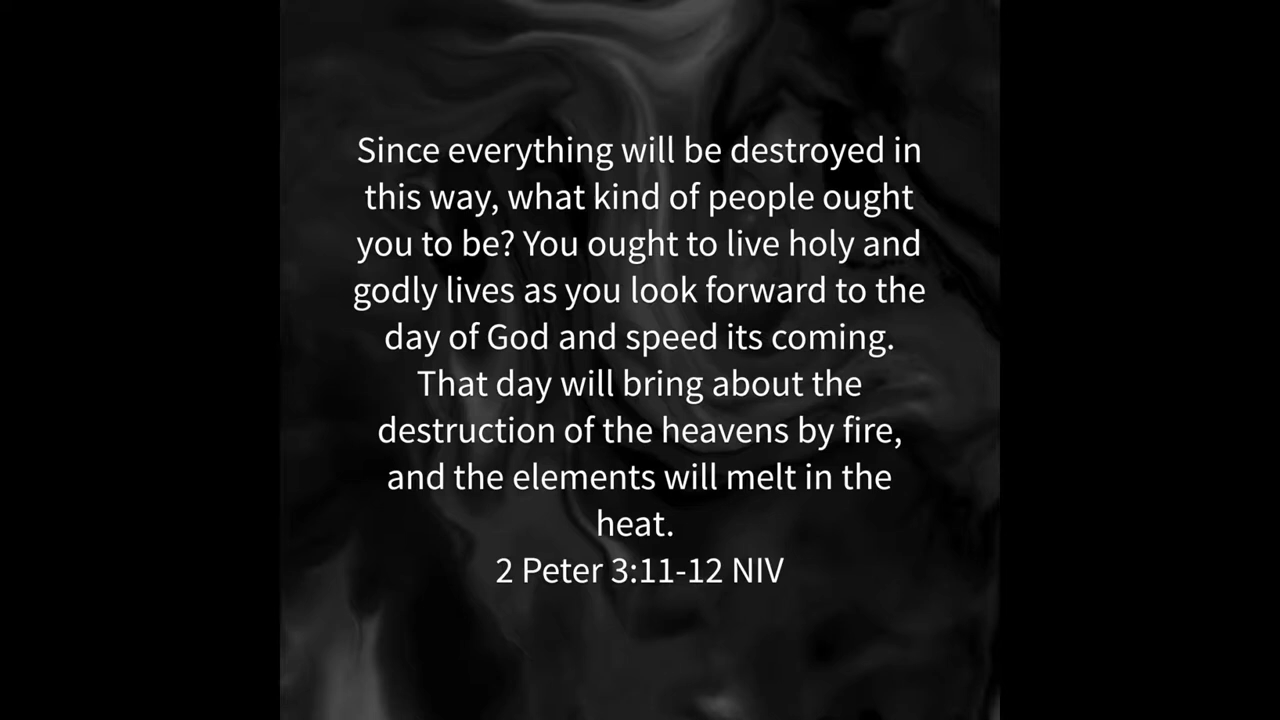 Since everything will be destroyed in
this way, what kind of people ought
you to be? You ought to live holy and
godly lives as you look forward to the
day of God and speed its coming.
That day will bring about the
destruction of the heavens by fire,
and the elements will melt in the
heat.
2 Peter 3:11-12 NIV